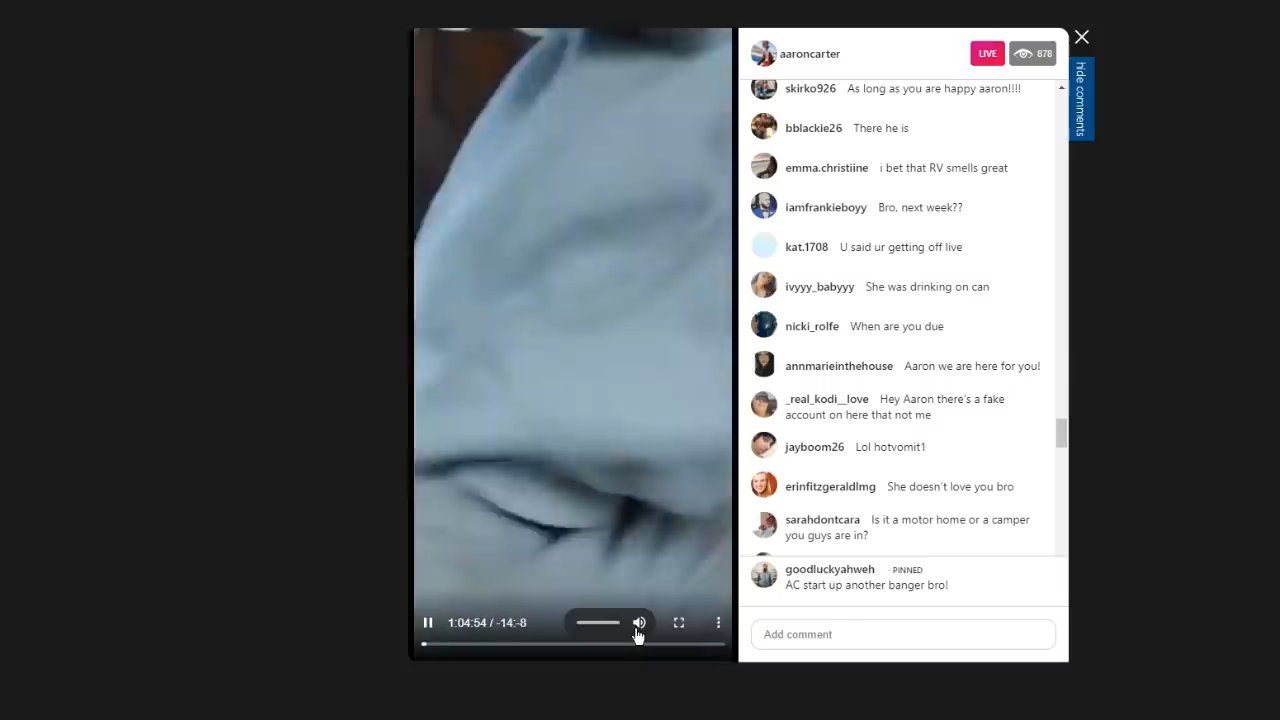 aaroncarter
LIVE
878
hide comments
skirko926 As long as you are happy aaron!!!!
bblackie26 There he is
emma.christiine i bet that RV smells great
iamfrankieboyy Bro, next week??
kat.1708 U said ur getting off live
ivyyy_babyyy She was drinking on can
nicki_rolfe When are you due
annmarieinthehouse Aaron we are here for you!
_real_kodi__love Hey Aaron there's a fake
account on here that not me
jayboom26 Lol hotvomit1
erinfitzgeraldlmg She doesn't love you bro
sarahdontcara Is it a motor home or a camper
you guys are in?
goodluckyahweh · PINNED
AC start up another banger bro!
1:04:54 / -14:-8
Add comment